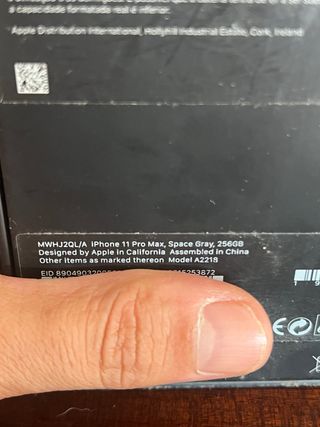 a capacidade formatada real é inferior.
Apple Distribution International, Hollyhill Industrial Estate, Cork, Ireland
MWHJ2QL/A iPhone 11 Pro Max, Space Gray, 256GB
Designed by Apple in California Assembled in China
Other items as marked thereon Model A2218
EID